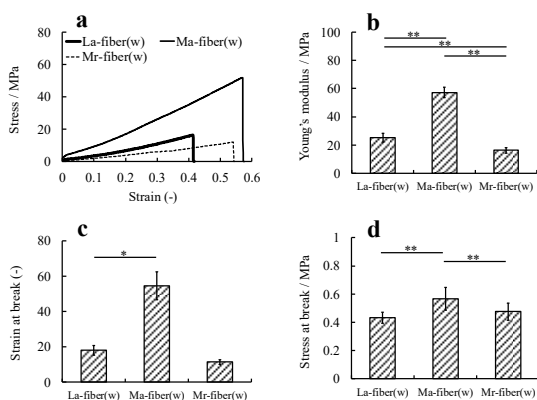 a
La-fiber(w) Ma-fiber(w)
Mr-fiber(w)
Stress / MPa
80
60
40
20
0
0 0.1 0.2 0.3 0.4 0.5 0.6
Strain (-)
b
Young's modulus / MPa
80
60
40
20
0
**
**
**
La-fiber(w) Ma-fiber(w) Mr-fiber(w)
c
Strain at break (-)
80
60
40
20
0
*
La-fiber(w) Ma-fiber(w) Mr-fiber(w)
d
Stress at break / MPa
1
0.8
0.6
0.4
0.2
0
**
**
La-fiber(w) Ma-fiber(w) Mr-fiber(w)